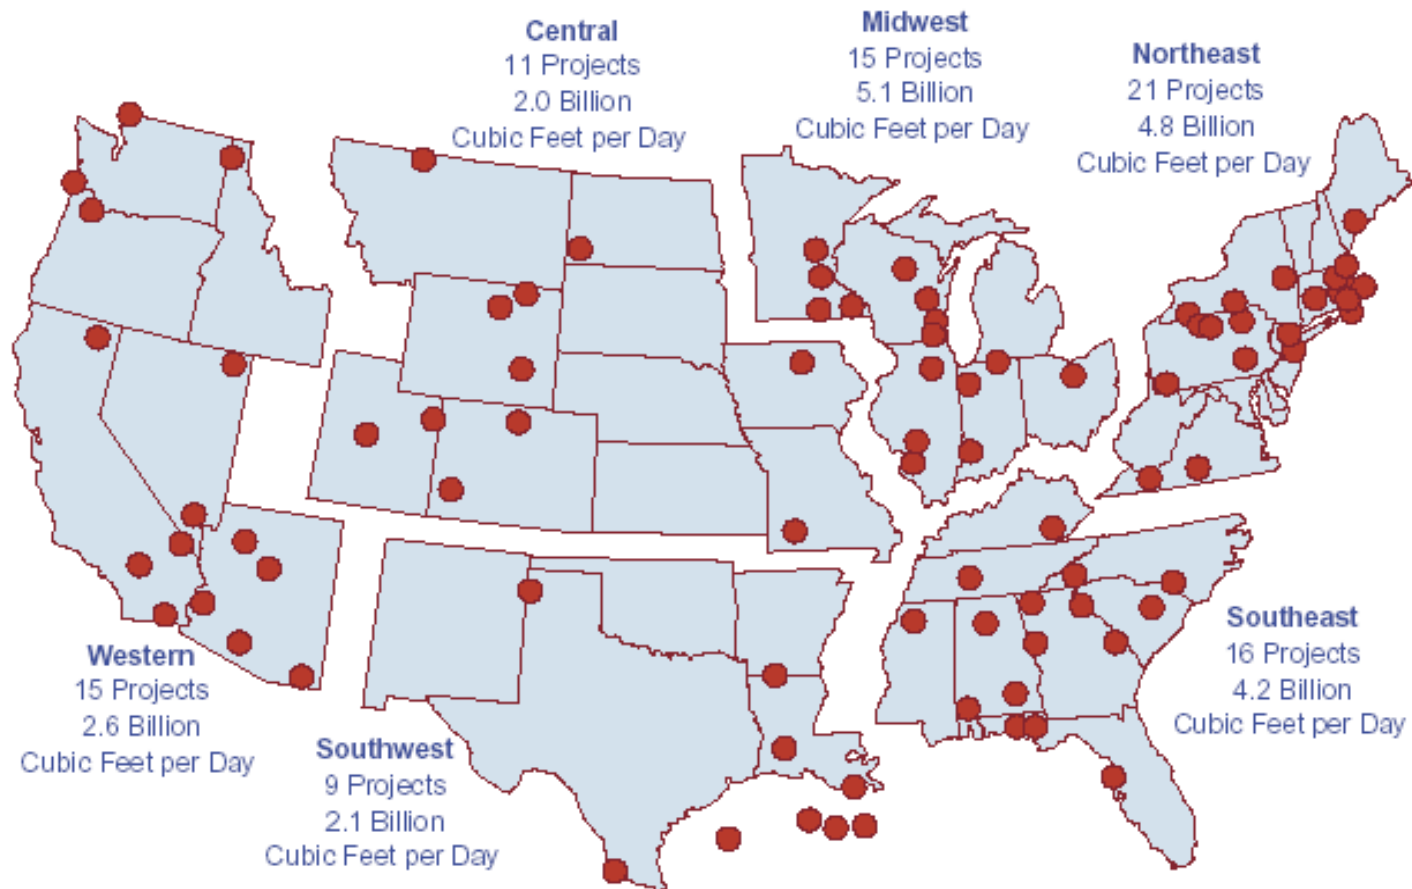 Central
11 Projects
2.0 Billion
Cubic Feet per Day
Midwest
15 Projects
5.1 Billion
Cubic Feet per Day
Northeast
21 Projects
4.8 Billion
Cubic Feet per Day
Western
15 Projects
2.6 Billion
Cubic Feet per Day
Southwest
9 Projects
2.1 Billion
Cubic Feet per Day
Southeast
16 Projects
4.2 Billion
Cubic Feet per Day